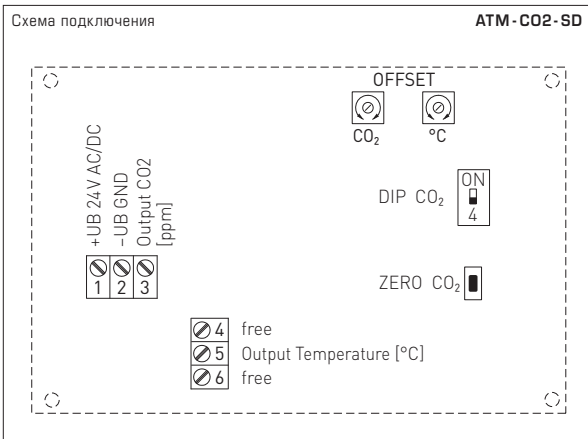 Схема подключения ATM-CO2-SD
OFFSET
CO₂ °C
+UB 24V AC/DC
–UB GND
Output CO2
[ppm]
1 2 3
DIP CO₂
ON
4
ZERO CO₂
4 free
5 Output Temperature [°C]
6 free